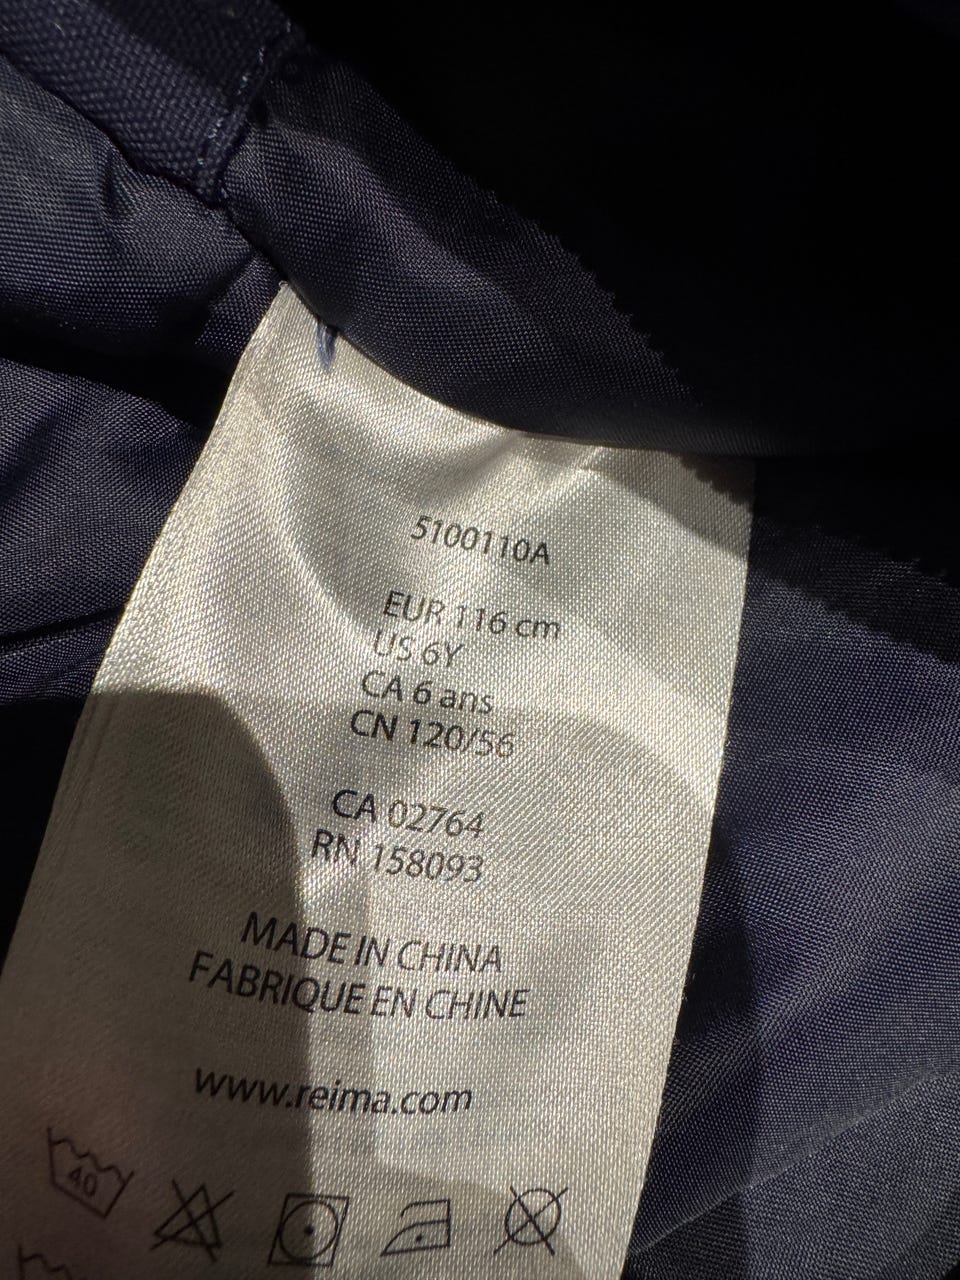 5100110A
EUR 116 cm
US 6Y
CA 6 ans
CN 120/56
CA 02764
RN 158093
MADE IN CHINA
FABRIQUE EN CHINE
www.reima.com
40